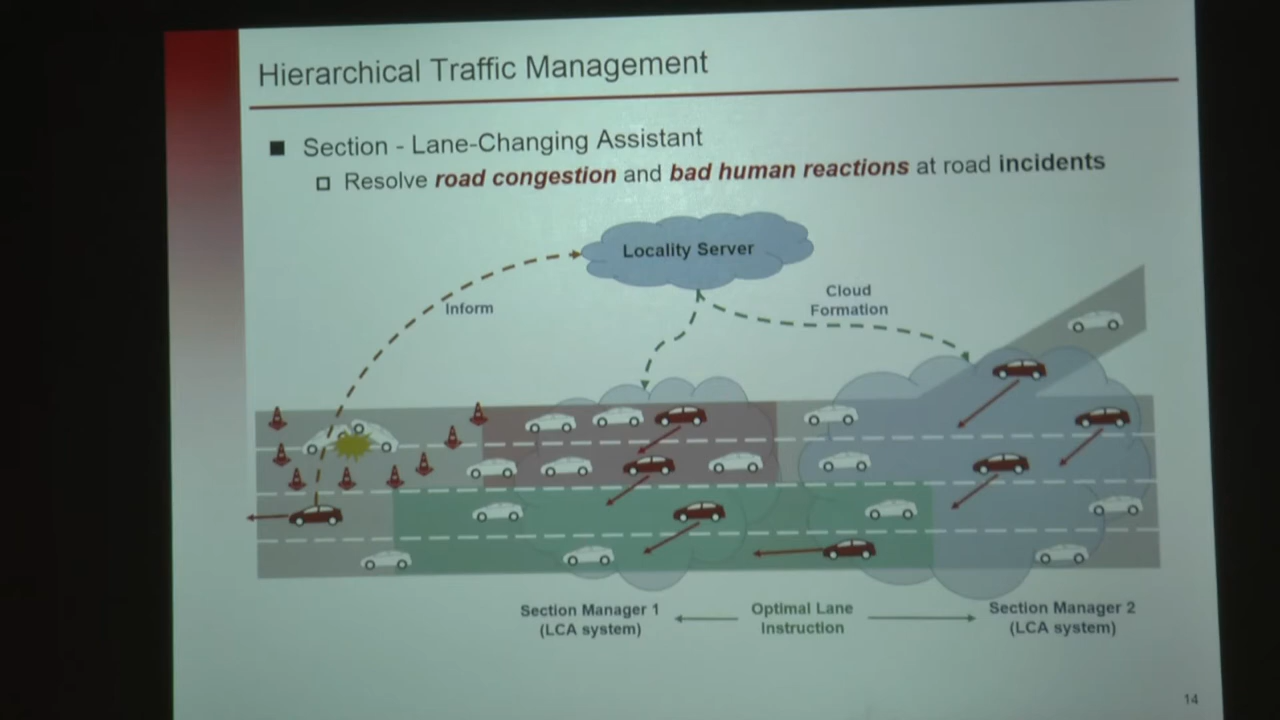 Hierarchical Traffic Management
Section - Lane-Changing Assistant
Resolve road congestion and bad human reactions at road incidents
Locality Server
Inform
Cloud
Formation
Section Manager 1
(LCA system)
Optimal Lane
Instruction
Section Manager 2
(LCA system)
14